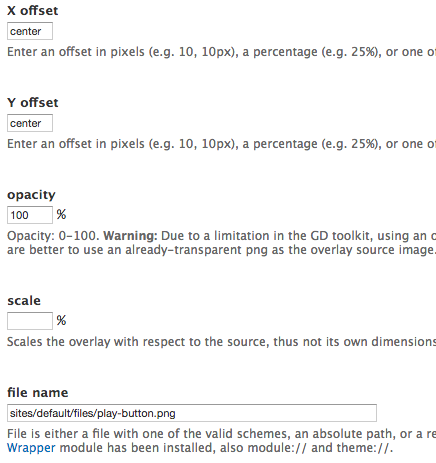 X offset
center
Enter an offset in pixels (e.g. 10, 10px), a percentage (e.g. 25%), or one
Y offset
center
Enter an offset in pixels (e.g. 10, 10px), a percentage (e.g. 25%), or one
opacity
100 %
Opacity: 0-100. Warning: Due to a limitation in the GD toolkit, using an
are better to use an already-transparent png as the overlay source image.
scale
%
Scales the overlay with respect to the source, thus not its own dimensions
file name
sites/default/files/play-button.png
File is either a file with one of the valid schemes, an absolute path, or a
Wrapper module has been installed, also module:// and theme://.